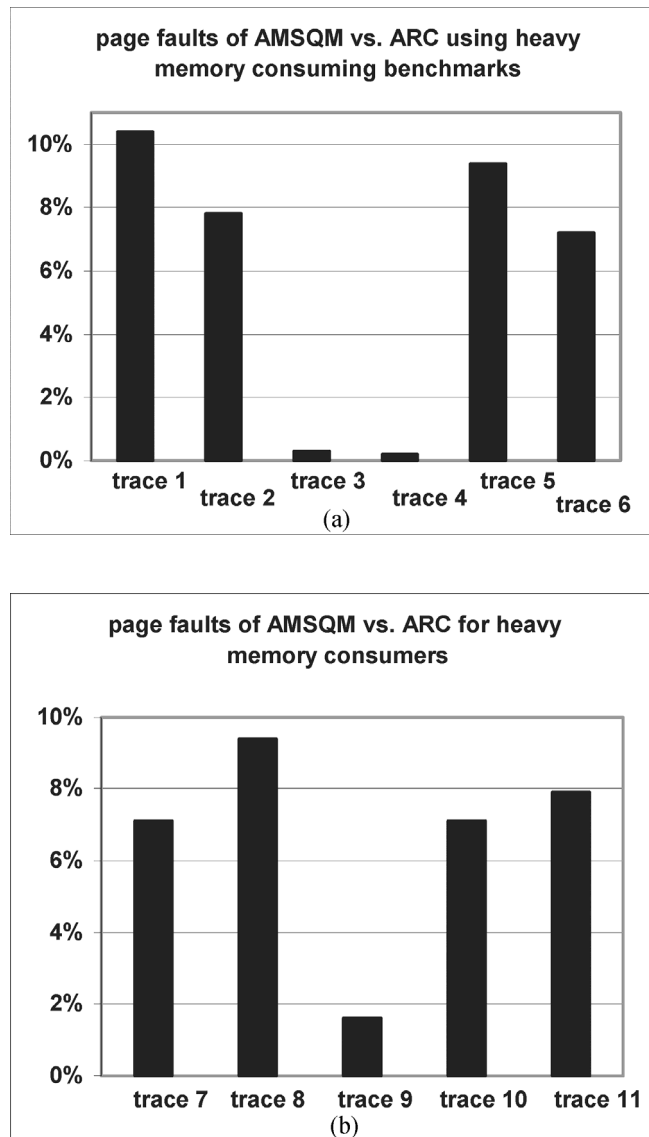 page faults of AMSQM vs. ARC using heavy
memory consuming benchmarks
10%
8%
6%
4%
2%
0%
trace 1
trace 2
trace 3
trace 4
trace 5
trace 6
(a)
page faults of AMSQM vs. ARC for heavy
memory consumers
10%
8%
6%
4%
2%
0%
trace 7 trace 8 trace 9 trace 10 trace 11
(b)